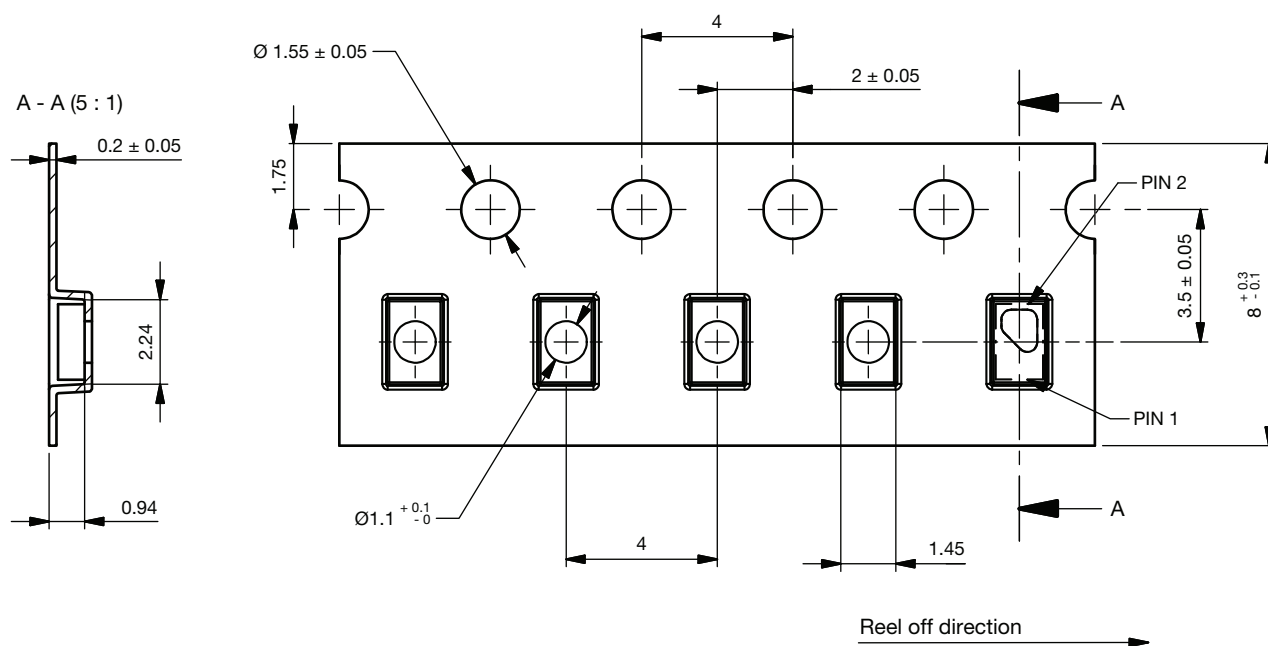 4
Ø 1.55 ± 0.05
2 ± 0.05
A - A (5 : 1)
A
0.2 ± 0.05
1.75
PIN 2
3.5 ± 0.05
8 + 0.3 - 0.1
2.24
PIN 1
0.94
Ø1.1 + 0.1 - 0
A
4
1.45
Reel off direction